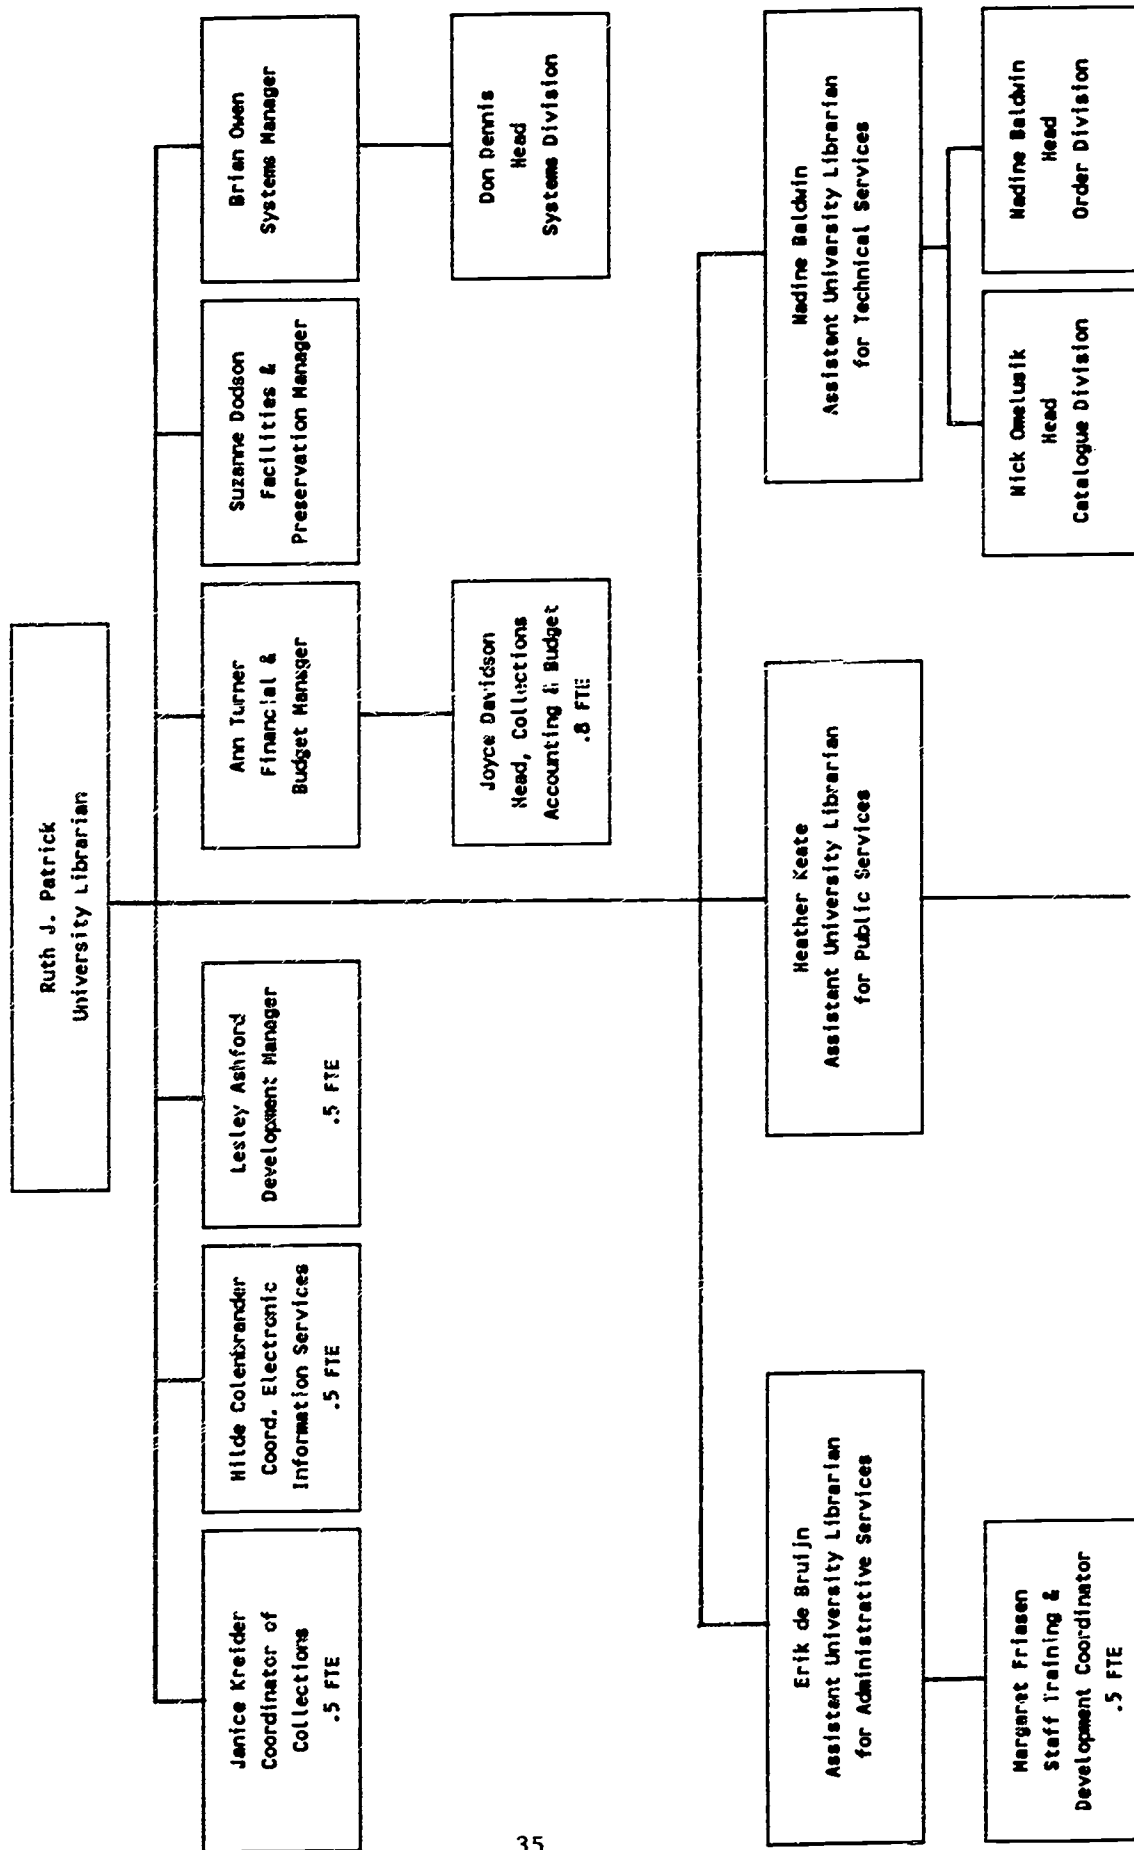 Ruth J. Patrick
University Librarian
Janice Kreider
Coordinator of
Collections
.5 FTE
Hilde Colenbrander
Coord. Electronic
Information Services
.5 FTE
Lesley Ashford
Development Manager
.5 FTE
Ann Turner
Financial &
Budget Manager
Suzanne Dodson
Facilities &
Preservation Manager
Brian Owen
Systems Manager
Joyce Davidson
Head, Collections
Accounting & Budget
.8 FTE
Don Dennis
Head
Systems Division
Erik de Bruijn
Assistant University Librarian
for Administrative Services
Heather Keate
Assistant University Librarian
for Public Services
Nadine Baldwin
Assistant University Librarian
for Technical Services
Margaret Friesen
Staff Training &
Development Coordinator
.5 FTE
Nick Omelusik
Head
Catalogue Division
Nadine Baldwin
Head
Order Division
35